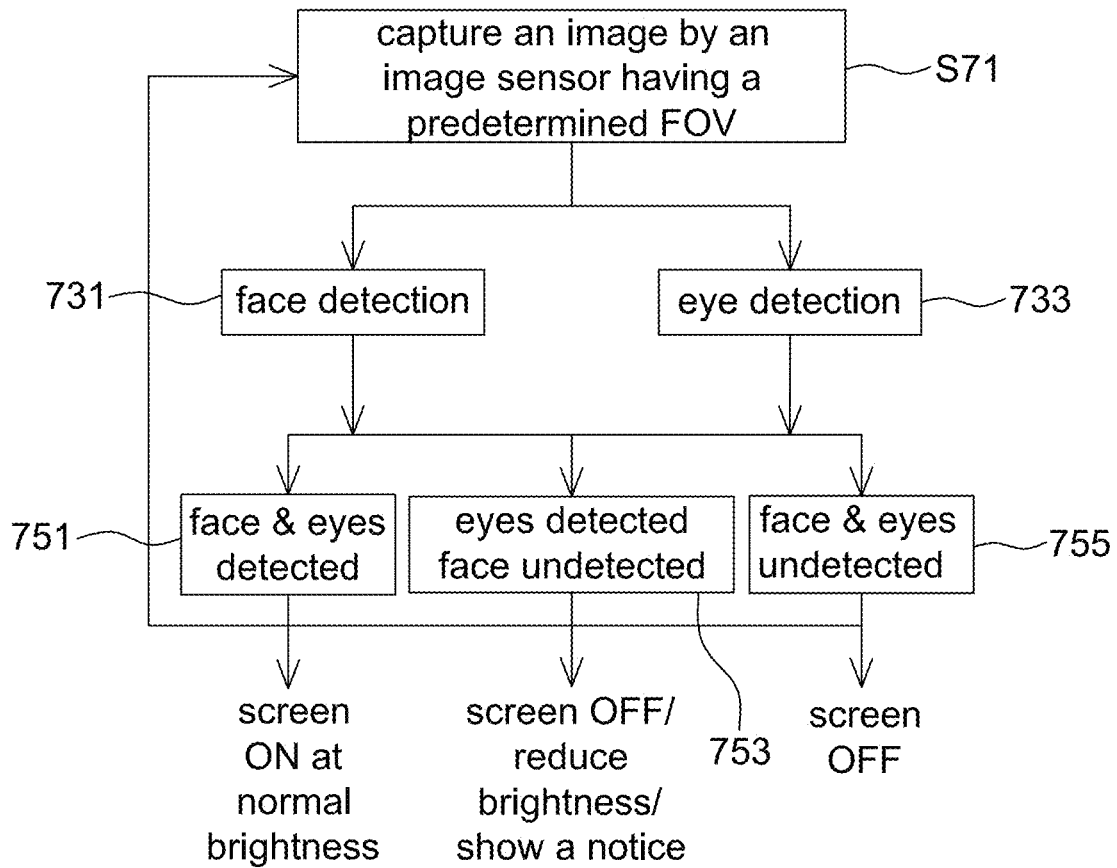 capture an image by an
image sensor having a
predetermined FOV
S71
731
face detection
eye detection
733
751
face & eyes
detected
eyes detected
face undetected
face & eyes
undetected
755
screen
ON at
normal
brightness
screen OFF/
reduce
brightness/
show a notice
753
screen
OFF